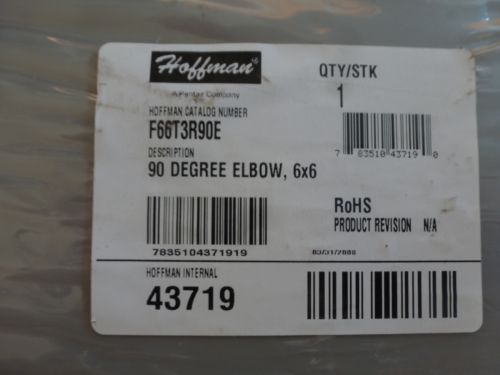 Hoffman®
A Pentair Company
QTY/STK
1
HOFFMAN CATALOG NUMBER
F66T3R90E
DESCRIPTION
90 DEGREE ELBOW, 6x6
7 83510 43719 0
7835104371919
RoHS
PRODUCT REVISION N/A
03/31/2008
HOFFMAN INTERNAL
43719